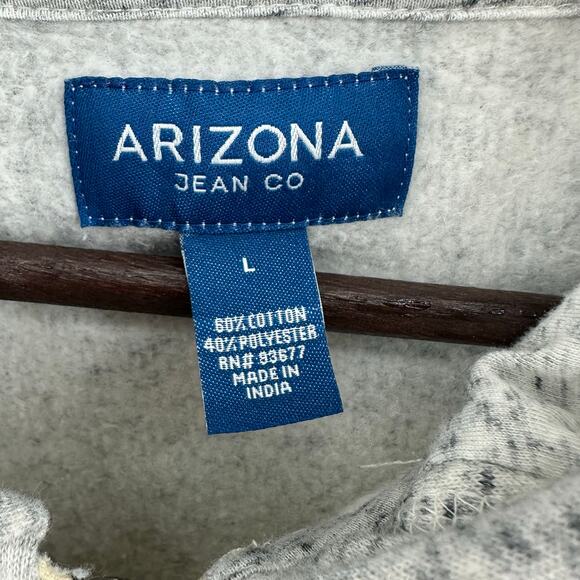 ARIZONA
JEAN CO
L
60% COTTON
40% POLYESTER
RN# 93677
MADE IN
INDIA